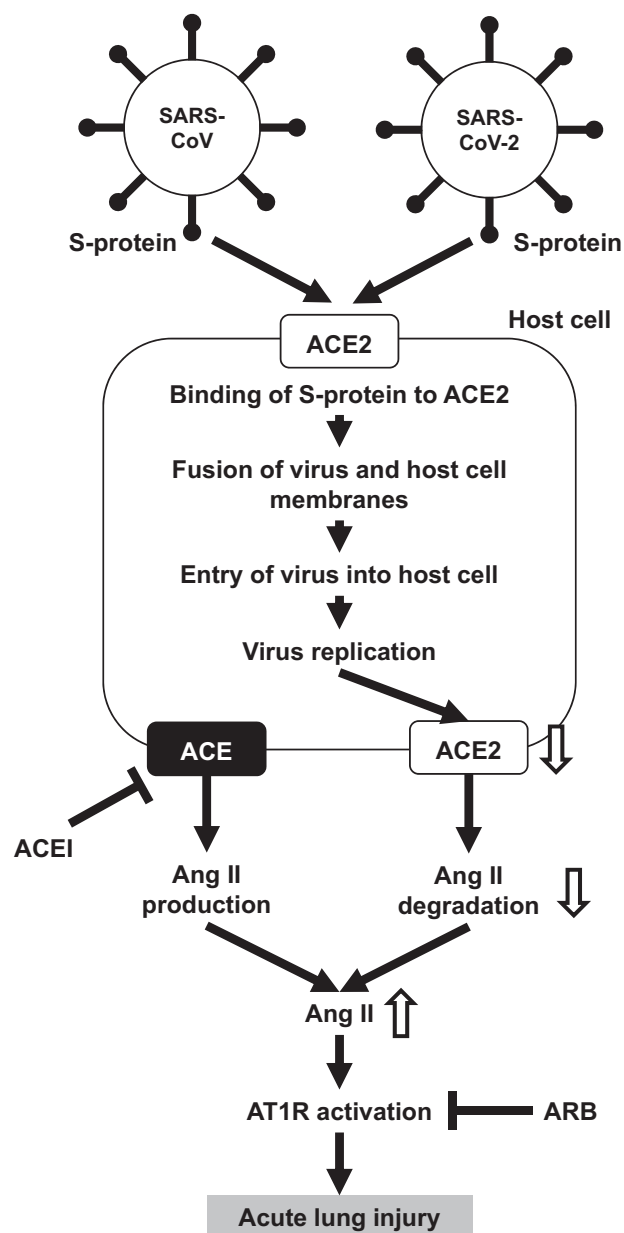 SARS-
CoV
SARS-
CoV-2
S-protein
S-protein
Host cell
ACE2
Binding of S-protein to ACE2
Fusion of virus and host cell
membranes
Entry of virus into host cell
Virus replication
ACE
ACE2
ACEI
Ang II
production
Ang II
degradation
Ang II
AT1R activation
ARB
Acute lung injury